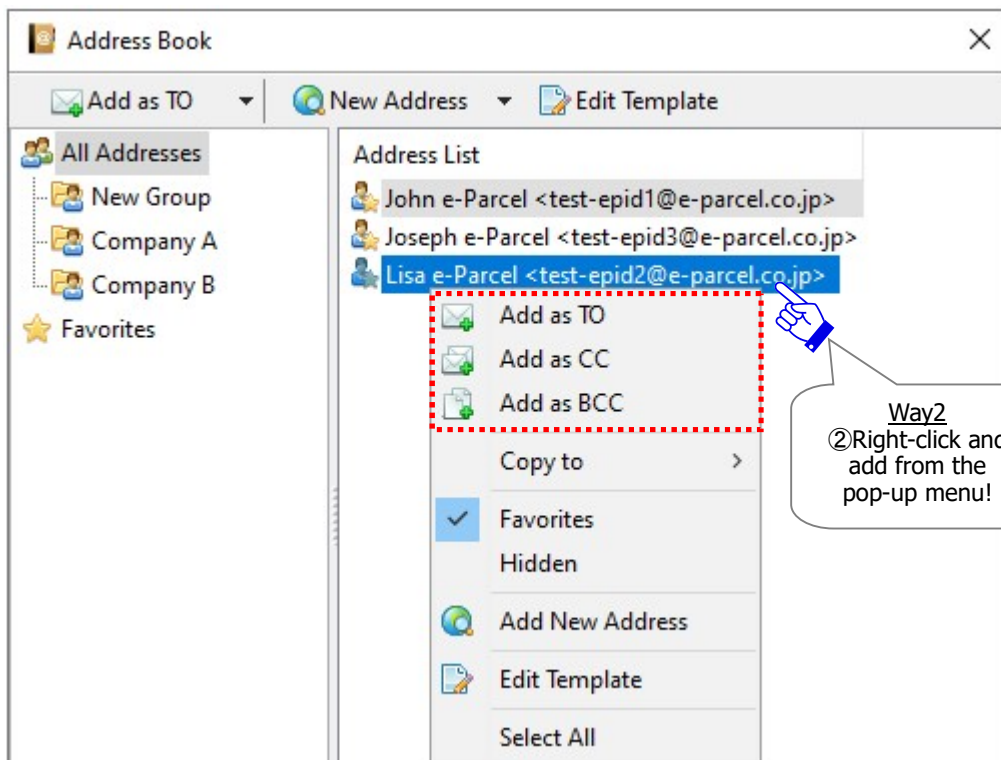 Address Book
Add as TO
New Address
Edit Template
All Addresses
New Group
Company A
Company B
Favorites
Address List
John e-Parcel <test-epid1@e-parcel.co.jp>
Joseph e-Parcel <test-epid3@e-parcel.co.jp>
Lisa e-Parcel <test-epid2@e-parcel.co.jp>
Add as TO
Add as CC
Add as BCC
Copy to
Favorites
Hidden
Add New Address
Edit Template
Select All
Way2
②Right-click and
add from the
pop-up menu!